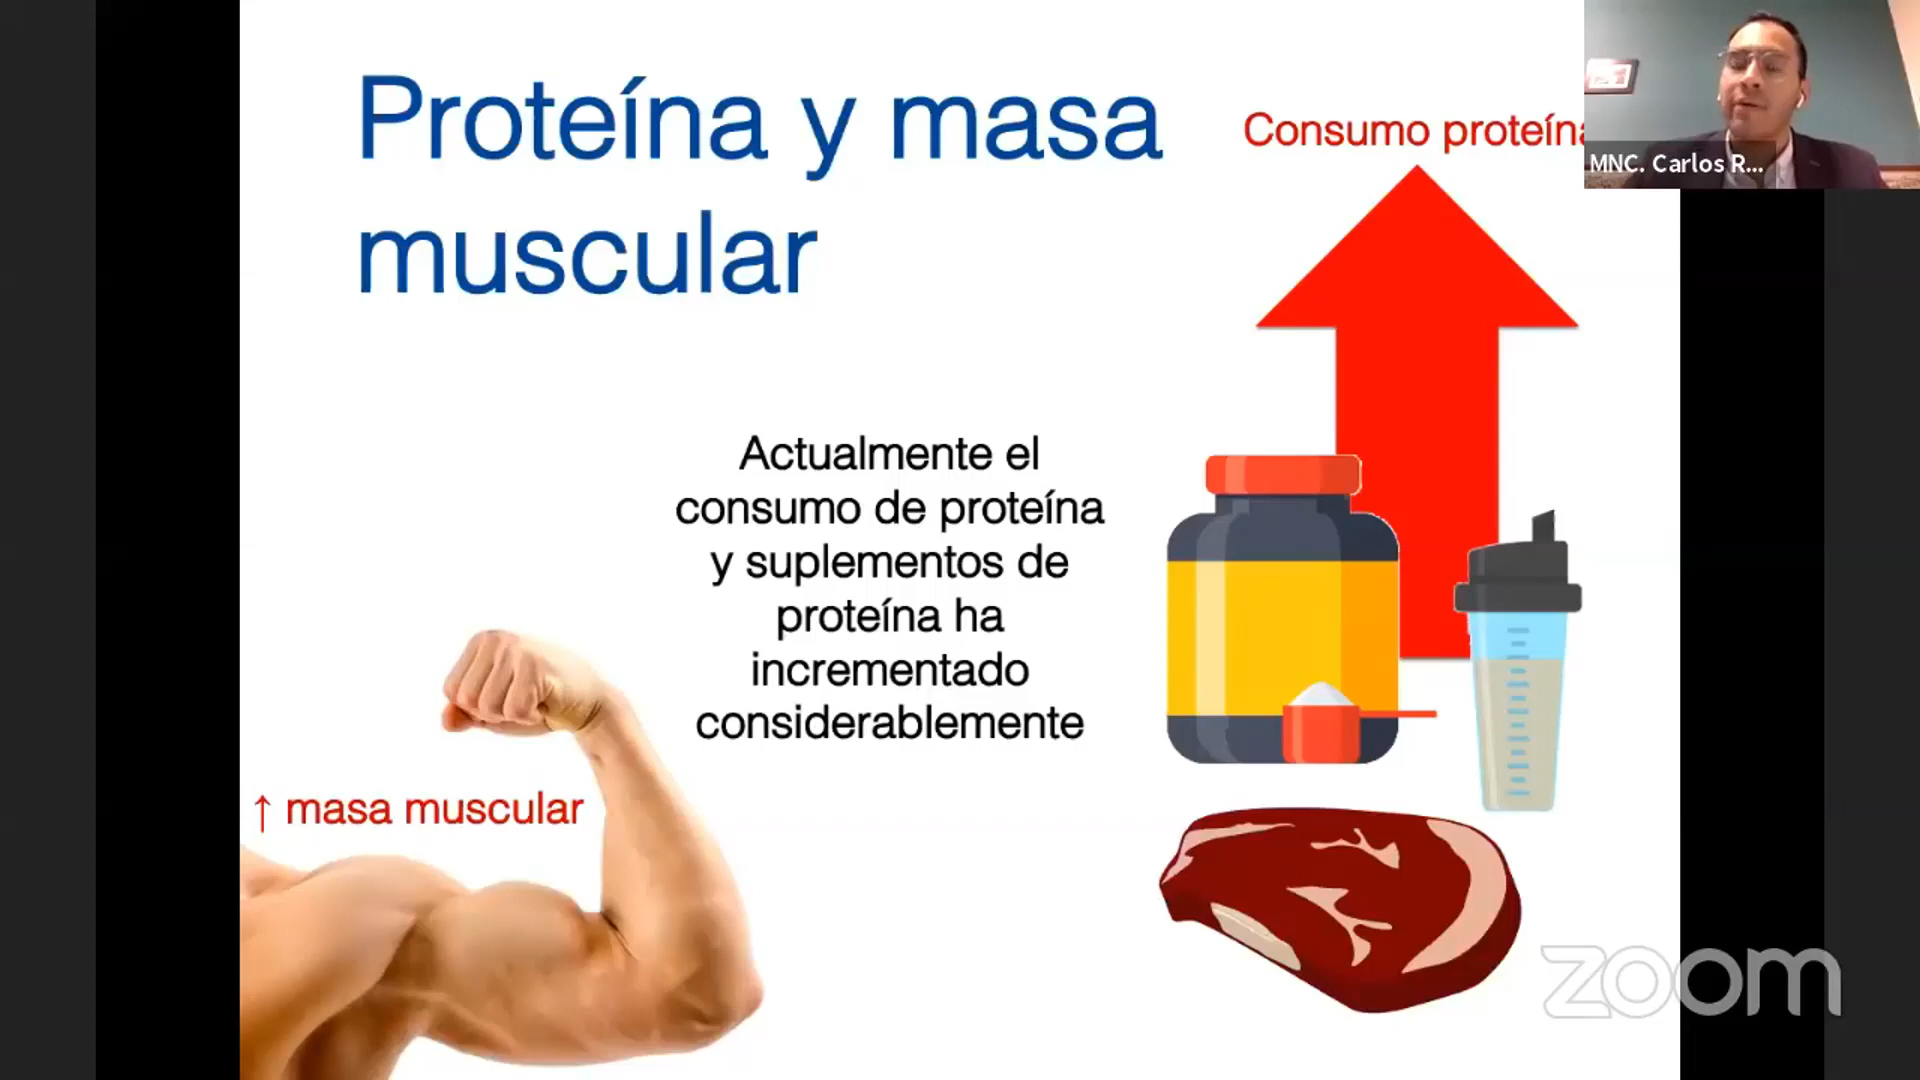 Proteína y masa
muscular
Consumo proteína
MNC. Carlos R...
Actualmente el
consumo de proteína
y suplementos de
proteína ha
incrementado
considerablemente
↑ masa muscular
zoom